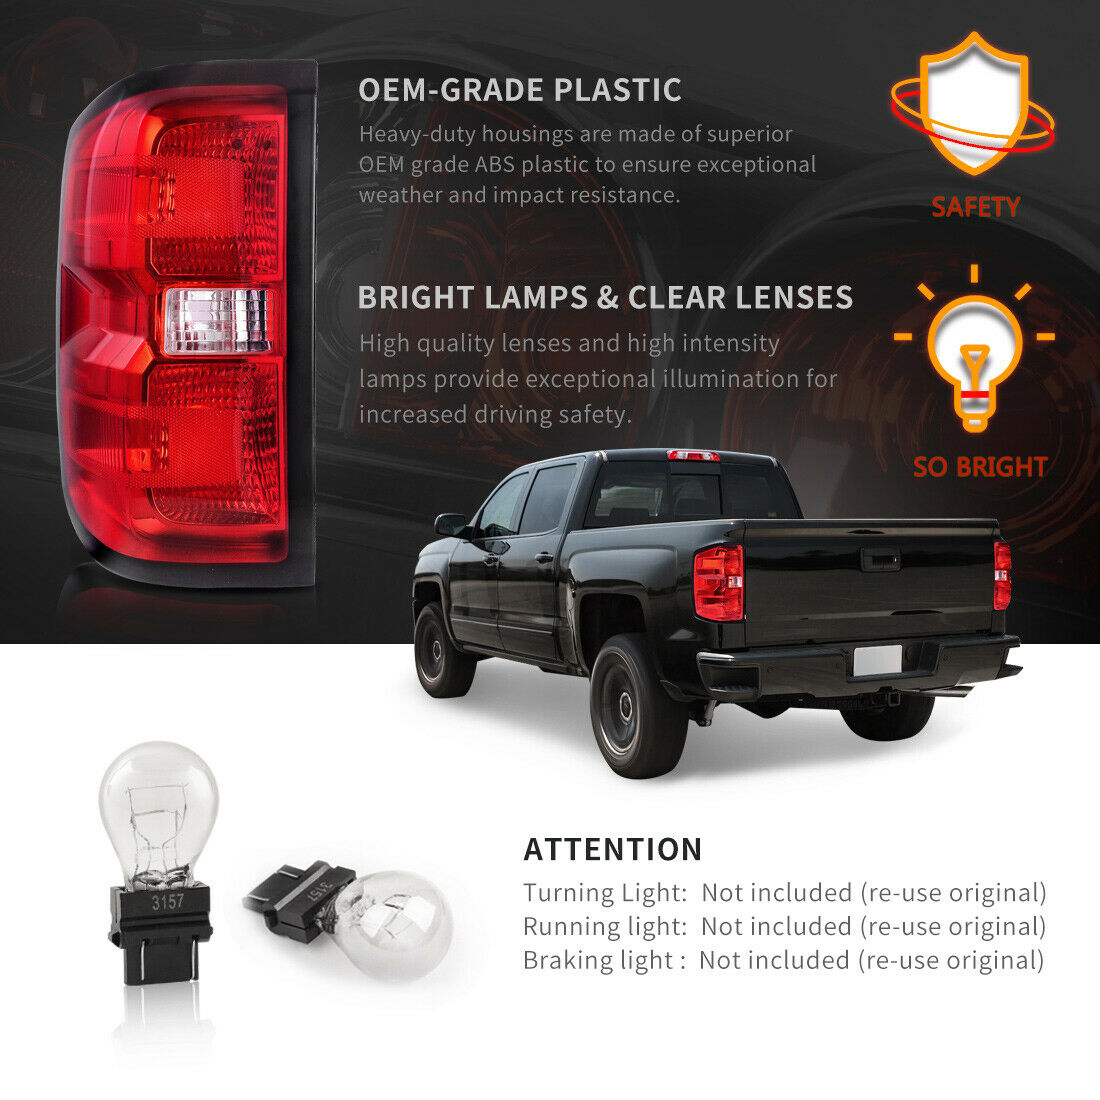 OEM-GRADE PLASTIC
Heavy-duty housings are made of superior
OEM grade ABS plastic to ensure exceptional
weather and impact resistance.
SAFETY
BRIGHT LAMPS & CLEAR LENSES
High quality lenses and high intensity
lamps provide exceptional illumination for
increased driving safety.
SO BRIGHT
3157
3157
ATTENTION
Turning Light: Not included (re-use original)
Running light: Not included (re-use original)
Braking light : Not included (re-use original)